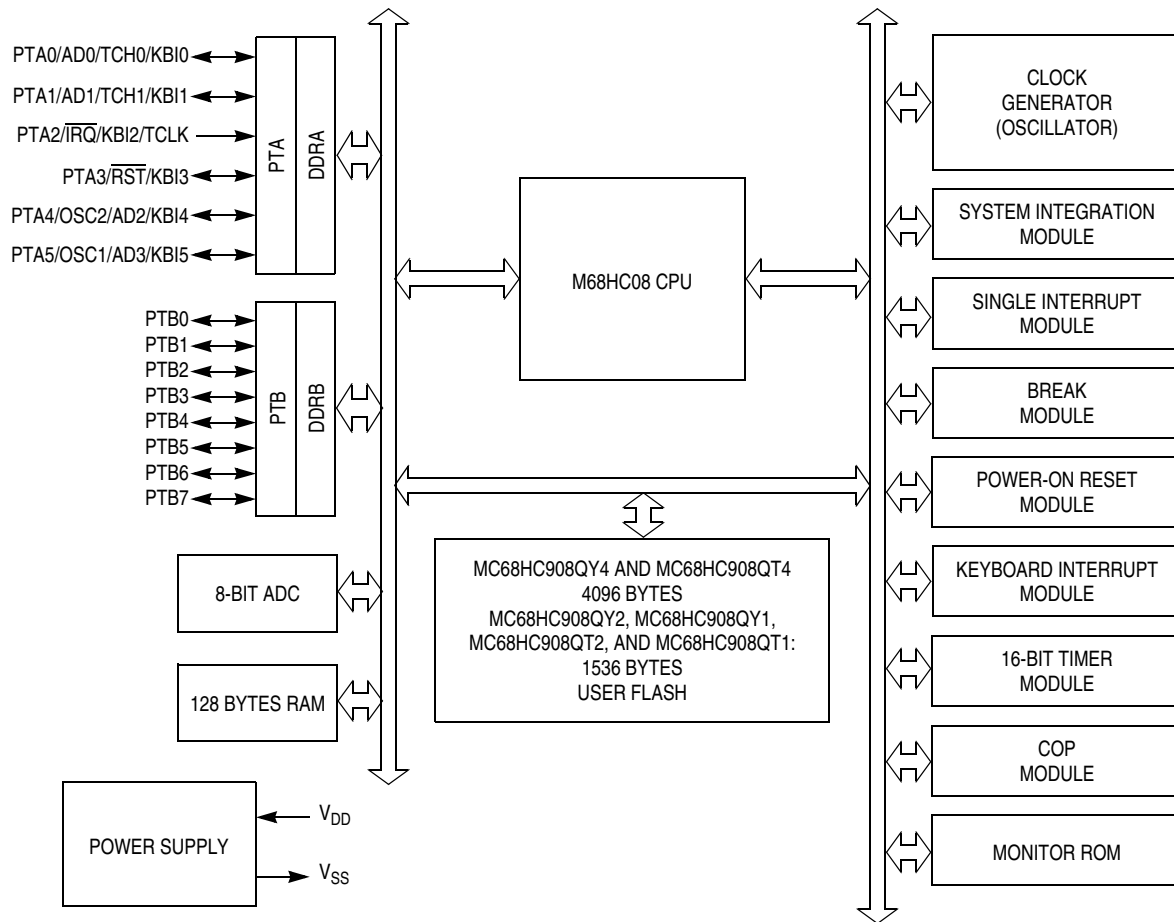 PTA0/AD0/TCH0/KBI0
PTA1/AD1/TCH1/KBI1
PTA2/IRQ/KBI2/TCLK
PTA3/RST/KBI3
PTA4/OSC2/AD2/KBI4
PTA5/OSC1/AD3/KBI5
PTA
DDRA
PTB0
PTB1
PTB2
PTB3
PTB4
PTB5
PTB6
PTB7
PTB
DDRB
8-BIT ADC
128 BYTES RAM
POWER SUPPLY
VDD
VSS
M68HC08 CPU
MC68HC908QY4 AND MC68HC908QT4
4096 BYTES
MC68HC908QY2, MC68HC908QY1,
MC68HC908QT2, AND MC68HC908QT1:
1536 BYTES
USER FLASH
CLOCK
GENERATOR
(OSCILLATOR)
SYSTEM INTEGRATION
MODULE
SINGLE INTERRUPT
MODULE
BREAK
MODULE
POWER-ON RESET
MODULE
KEYBOARD INTERRUPT
MODULE
16-BIT TIMER
MODULE
COP
MODULE
MONITOR ROM